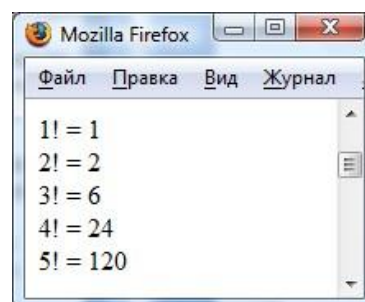 Mozilla Firefox
Файл Правка Вид Журнал
1! = 1
2! = 2
3! = 6
4! = 24
5! = 120